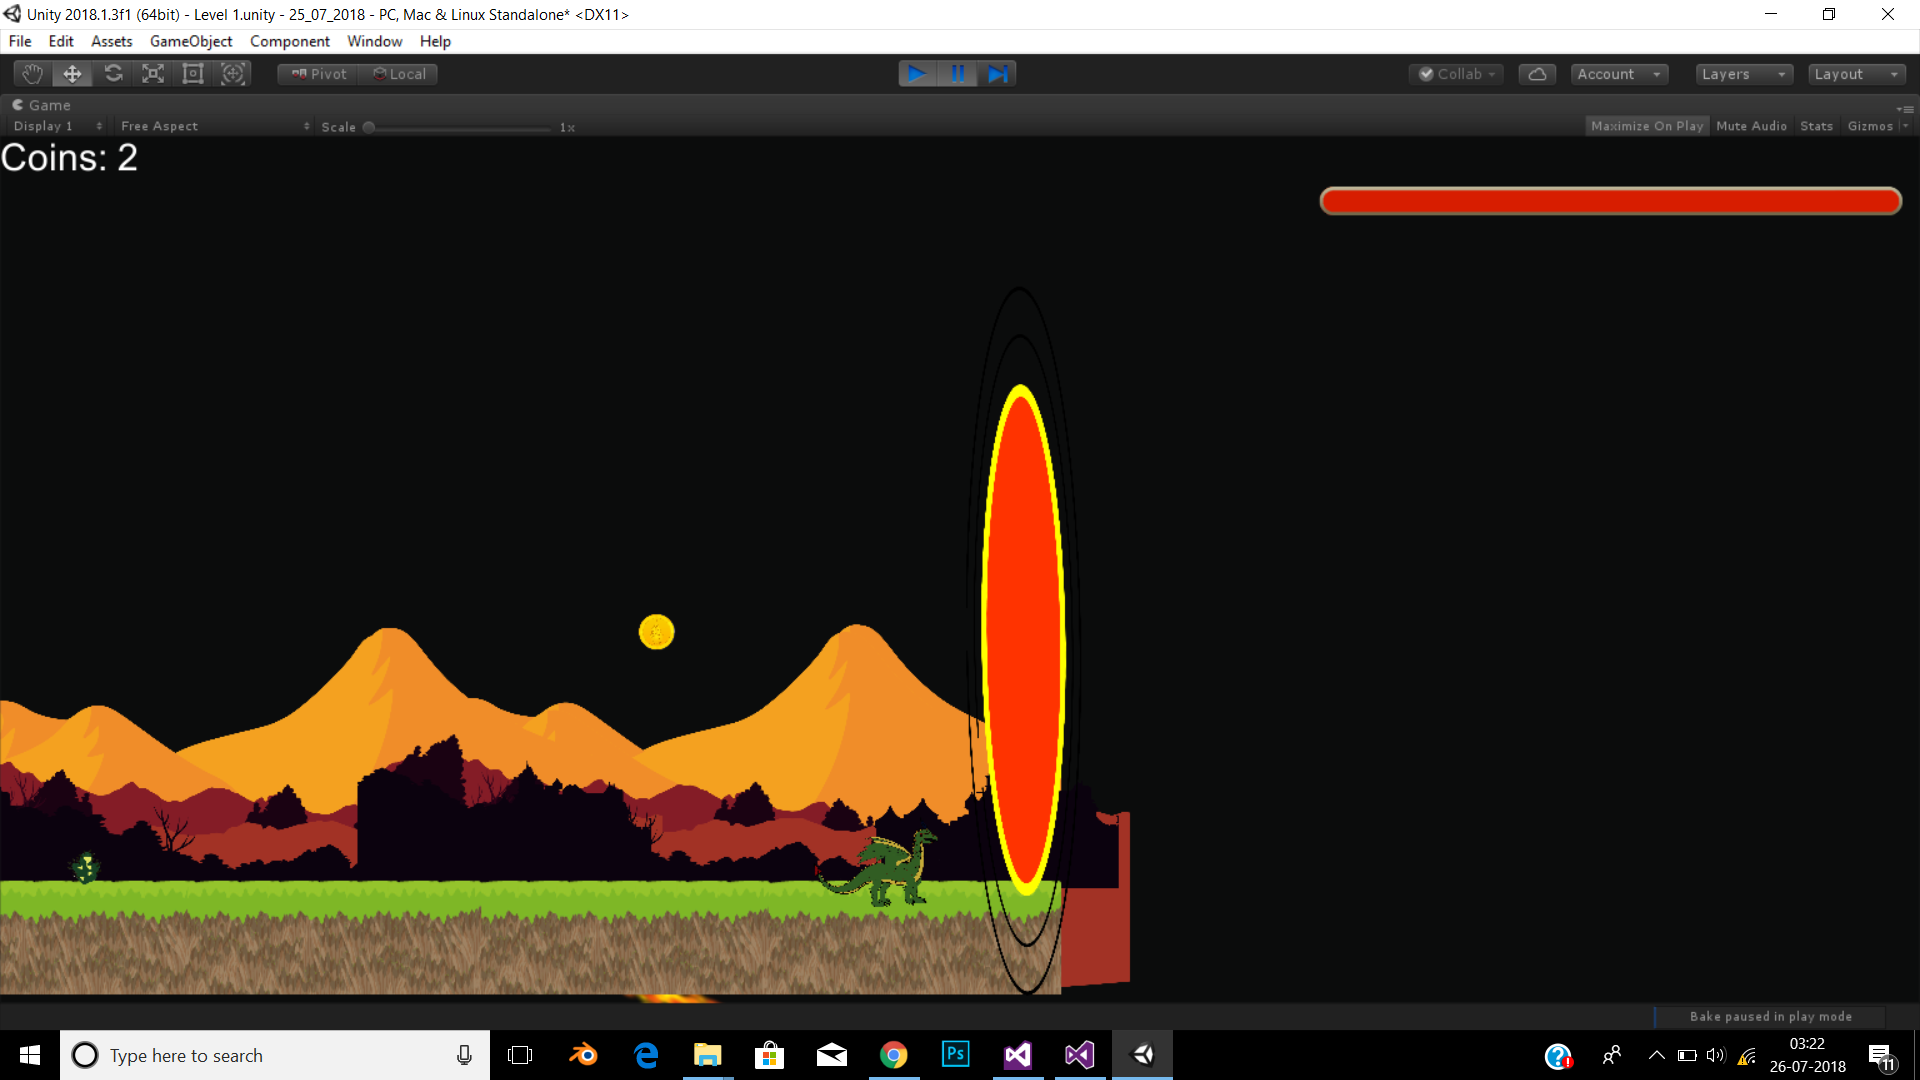 Unity 2018.1.3f1 (64bit) - Level 1.unity - 25_07_2018 - PC, Mac & Linux Standalone* <DX11>
File Edit Assets GameObject Component Window Help
Pivot Local Collab Account Layers Layout
Game
Display 1 Free Aspect Scale 1x Maximize On Play Mute Audio Stats Gizmos
Coins: 2
Bake paused in play mode
Type here to search
Ps
03:22
26-07-2018
11